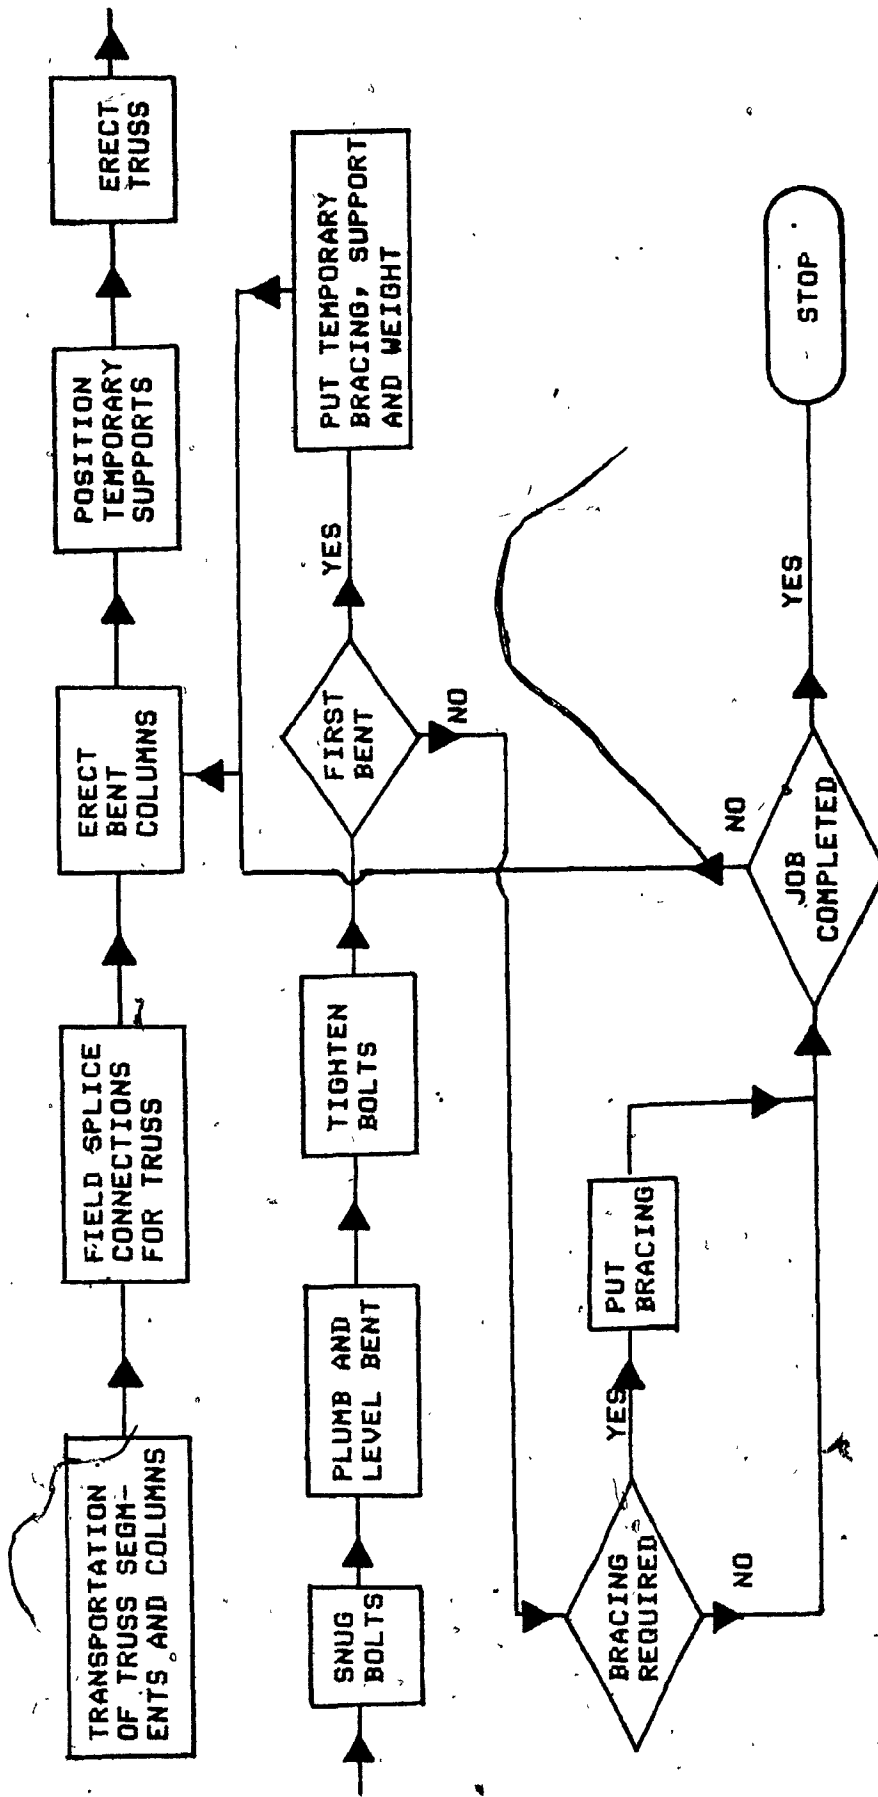 TRANSPORTATION
OF TRUSS SEGM-
ENTS AND COLUMNS
FIELD SPLICE
CONNECTIONS
FOR TRUSS
ERECT
BENT
COLUMNS
POSITION
TEMPORARY
SUPPORTS
ERECT
TRUSS
SNUG
BOLTS
PLUMB AND
LEVEL BENT
TIGHTEN
BOLTS
FIRST
BENT
YES
NO
PUT TEMPORARY
BRACING, SUPPORT
AND WEIGHT
BRACING
REQUIRED
YES
NO
PUT
BRACING
JOB
COMPLETED
NO
YES
STOP